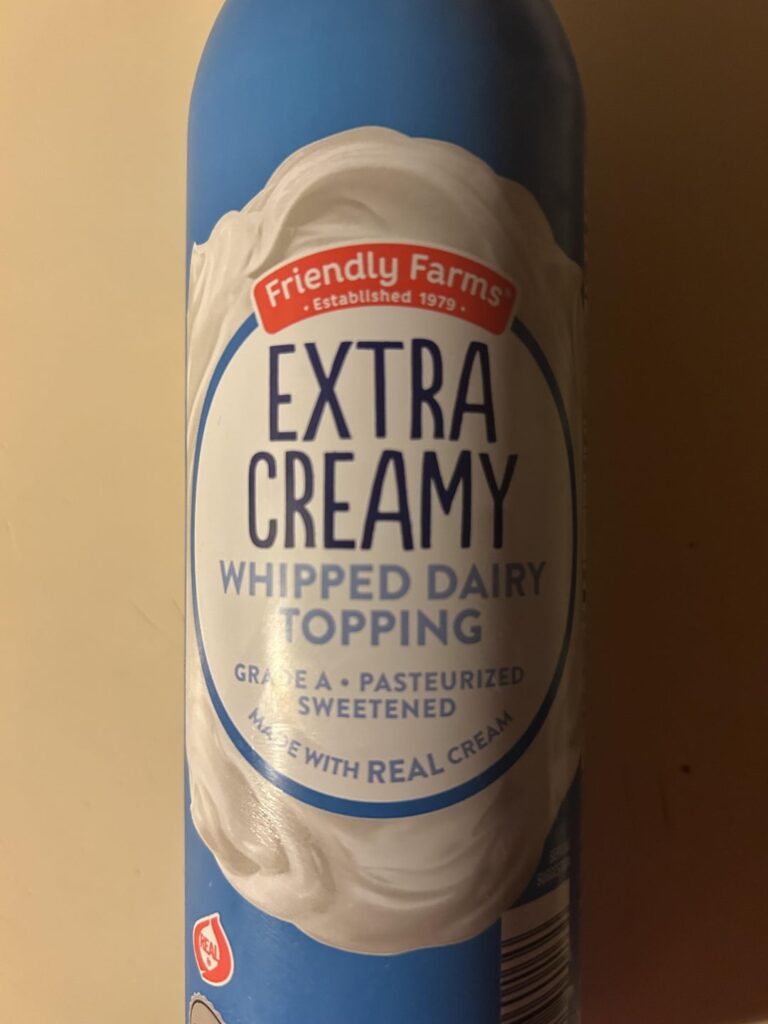 Friendly Farms®
• Established 1979 •
EXTRA
CREAMY
WHIPPED DAIRY
TOPPING
GRADE A • PASTEURIZED
SWEETENED
MADE WITH REAL CREAM
REAL